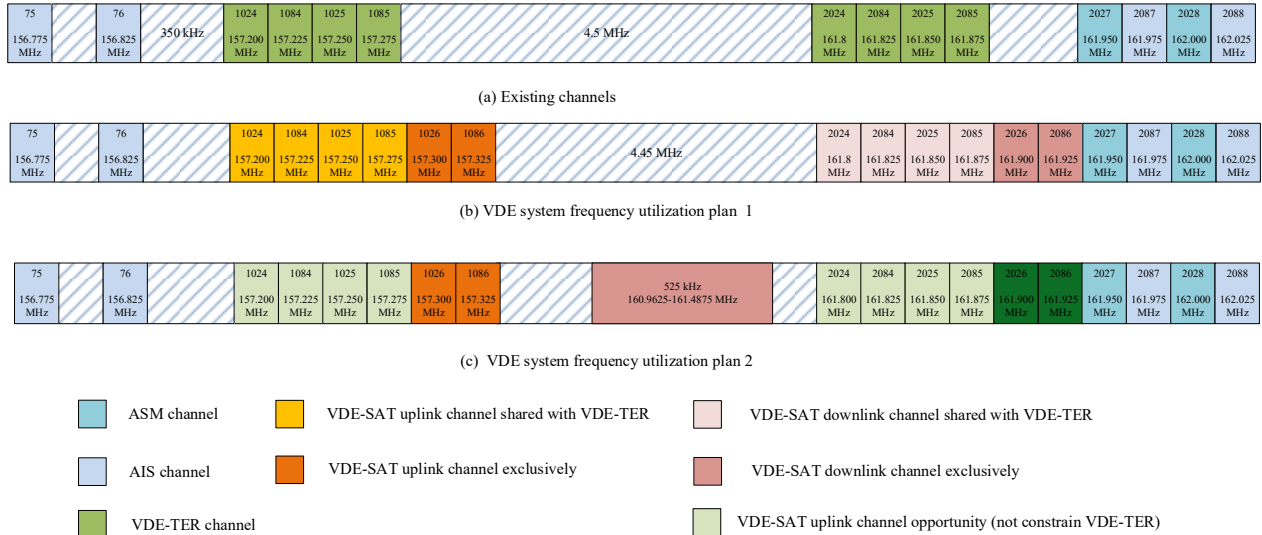 75 76 1024 1084 1025 1085 2024 2084 2025 2085 2027 2087 2028 2088
350 kHz 4.5 MHz
156.775 156.825 157.200 157.225 157.250 157.275 161.8 161.825 161.850 161.875 161.950 161.975 162.000 162.025
MHz MHz MHz MHz MHz MHz MHz MHz MHz MHz MHz MHz MHz MHz
(a) Existing channels
75 76 1024 1084 1025 1085 1026 1086 2024 2084 2025 2085 2026 2086 2027 2087 2028 2088
4.45 MHz
156.775 156.825 157.200 157.225 157.250 157.275 157.300 157.325 161.8 161.825 161.850 161.875 161.900 161.925 161.950 161.975 162.000 162.025
MHz MHz MHz MHz MHz MHz MHz MHz MHz MHz MHz MHz MHz MHz MHz MHz MHz MHz
(b) VDE system frequency utilization plan 1
75 76 1024 1084 1025 1085 1026 1086 2024 2084 2025 2085 2026 2086 2027 2087 2028 2088
525 kHz
160.9625-161.4875 MHz
156.775 156.825 157.200 157.225 157.250 157.275 157.300 157.325 161.800 161.825 161.850 161.875 161.900 161.925 161.950 161.975 162.000 162.025
MHz MHz MHz MHz MHz MHz MHz MHz MHz MHz MHz MHz MHz MHz MHz MHz MHz MHz
(c) VDE system frequency utilization plan 2
ASM channel
VDE-SAT uplink channel shared with VDE-TER
VDE-SAT downlink channel shared with VDE-TER
AIS channel
VDE-SAT uplink channel exclusively
VDE-SAT downlink channel exclusively
VDE-TER channel
VDE-SAT uplink channel opportunity (not constrain VDE-TER)